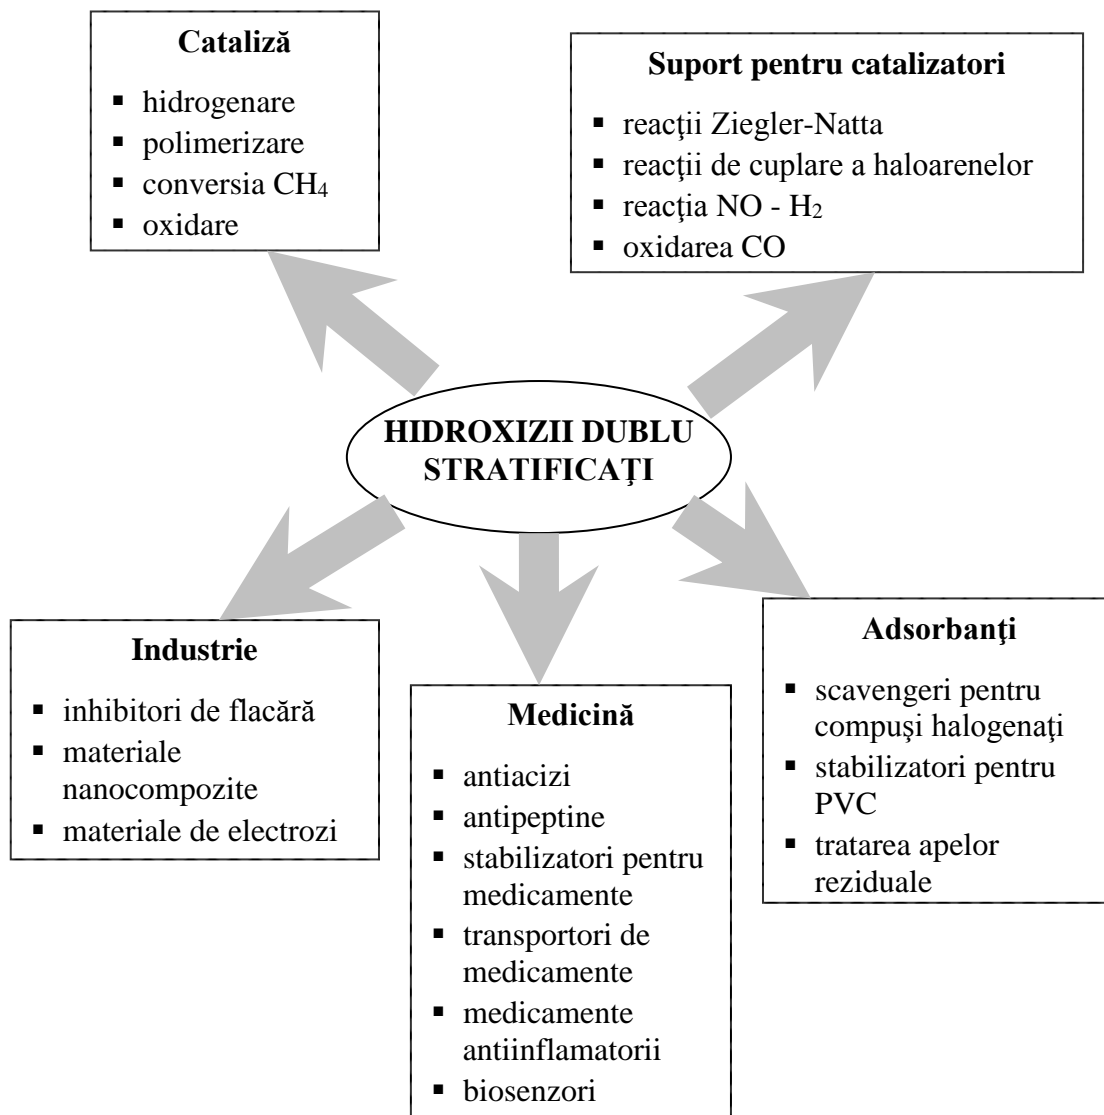 Cataliză
▪ hidrogenare
▪ polimerizare
▪ conversia CH₄
▪ oxidare
Suport pentru catalizatori
▪ reacţii Ziegler-Natta
▪ reacţii de cuplare a haloarenelor
▪ reacţia NO - H₂
▪ oxidarea CO
HIDROXIZII DUBLU
STRATIFICAŢI
Industrie
▪ inhibitori de flacără
▪ materiale
nanocompozite
▪ materiale de electrozi
Medicină
▪ antiacizi
▪ antipeptine
▪ stabilizatori pentru
medicamente
▪ transportori de
medicamente
▪ medicamente
antiinflamatorii
▪ biosenzori
Adsorbanţi
▪ scavengeri pentru
compuşi halogenaţi
▪ stabilizatori pentru
PVC
▪ tratarea apelor
reziduale